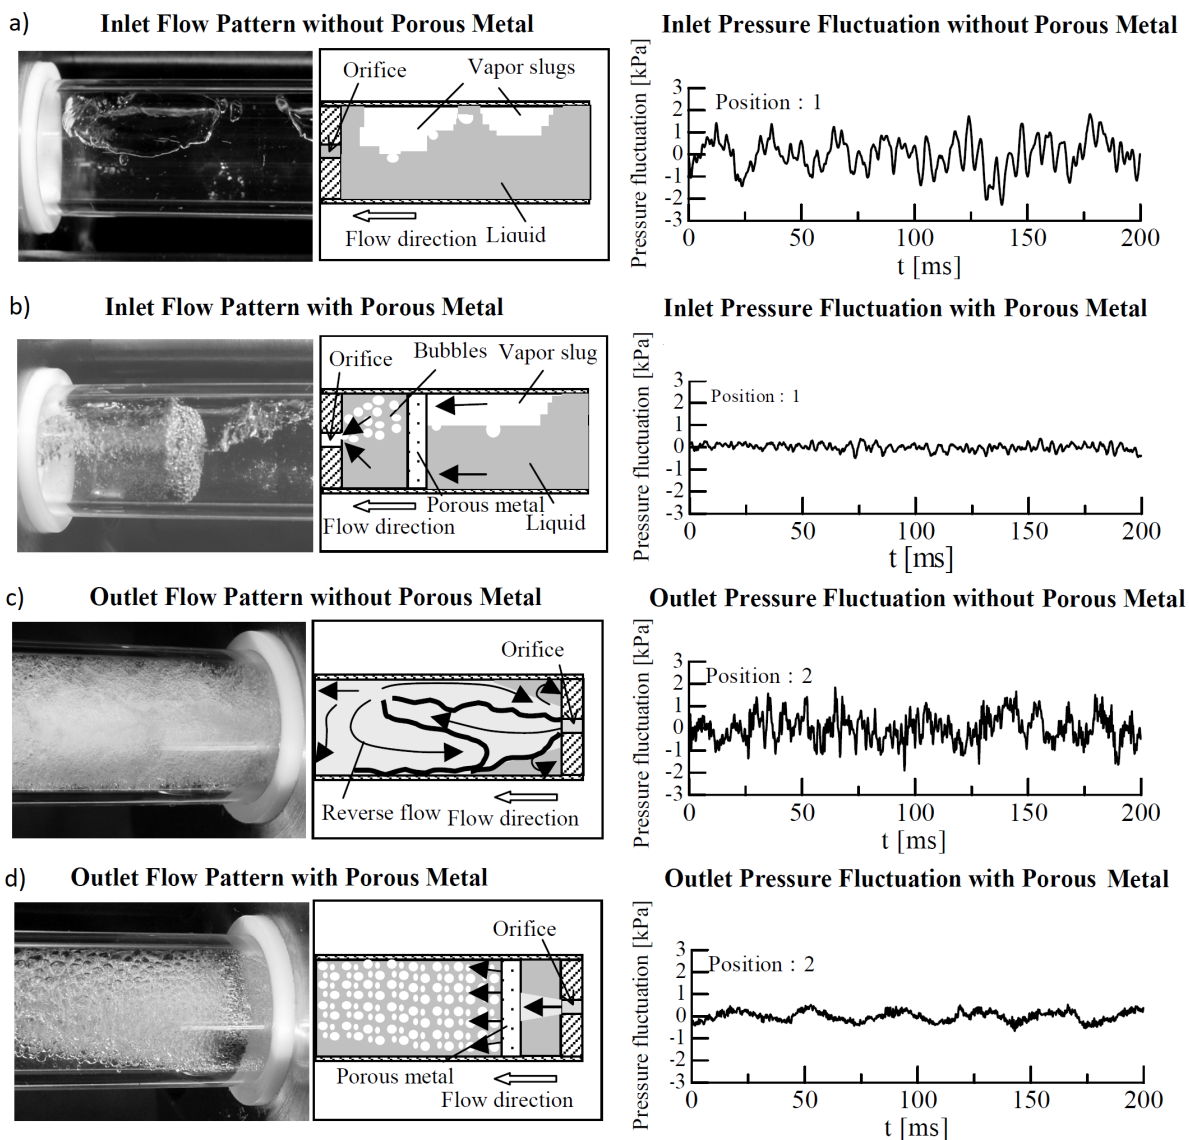 a)
Inlet Flow Pattern without Porous Metal
Orifice
Vapor slugs
Flow direction
Liquid
Inlet Pressure Fluctuation without Porous Metal
Pressure fluctuation [kPa]
3
2
1
0
-1
-2
-3
Position : 1
0 50 100 150 200
t [ms]
b)
Inlet Flow Pattern with Porous Metal
Orifice
Bubbles
Vapor slug
Porous metal
Flow direction
Liquid
Inlet Pressure Fluctuation with Porous Metal
Pressure fluctuation [kPa]
3
2
1
0
-1
-2
-3
Position : 1
0 50 100 150 200
t [ms]
c)
Outlet Flow Pattern without Porous Metal
Orifice
Reverse flow
Flow direction
Outlet Pressure Fluctuation without Porous Metal
Pressure fluctuation [kPa]
3
2
1
0
-1
-2
-3
Position : 2
0 50 100 150 200
t [ms]
d)
Outlet Flow Pattern with Porous Metal
Orifice
Porous metal
Flow direction
Outlet Pressure Fluctuation with Porous Metal
Pressure fluctuation [kPa]
3
2
1
0
-1
-2
-3
Position : 2
0 50 100 150 200
t [ms]